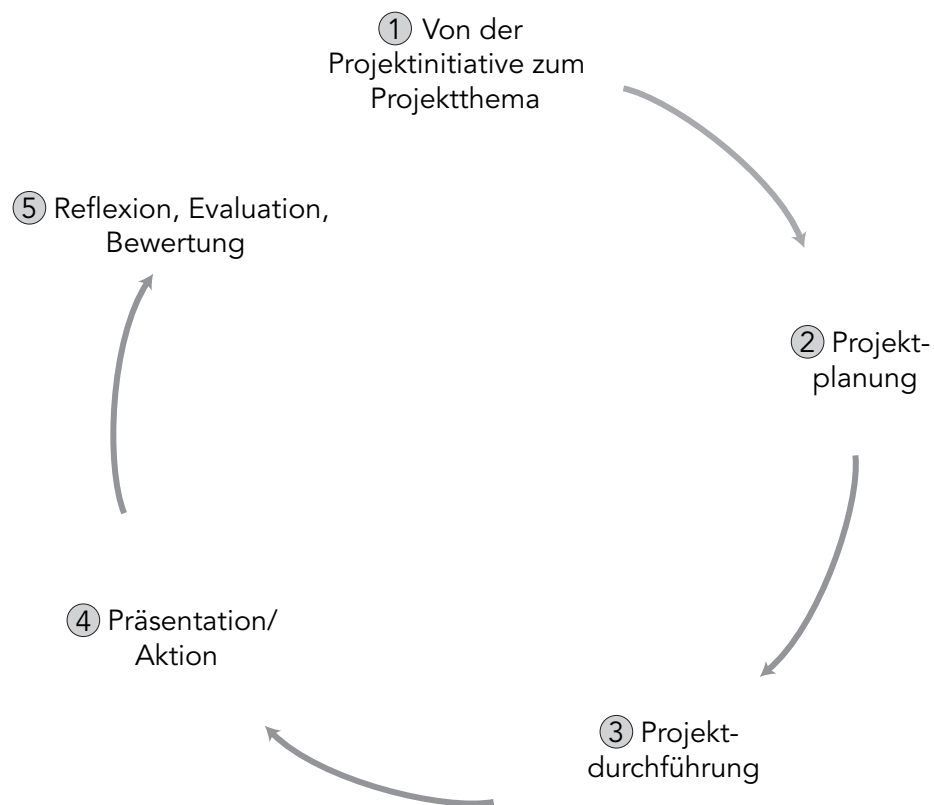 1 Von der
Projektinitiative zum
Projektthema
2 Projekt-
planung
3 Projekt-
durchführung
4 Präsentation/
Aktion
5 Reflexion, Evaluation,
Bewertung